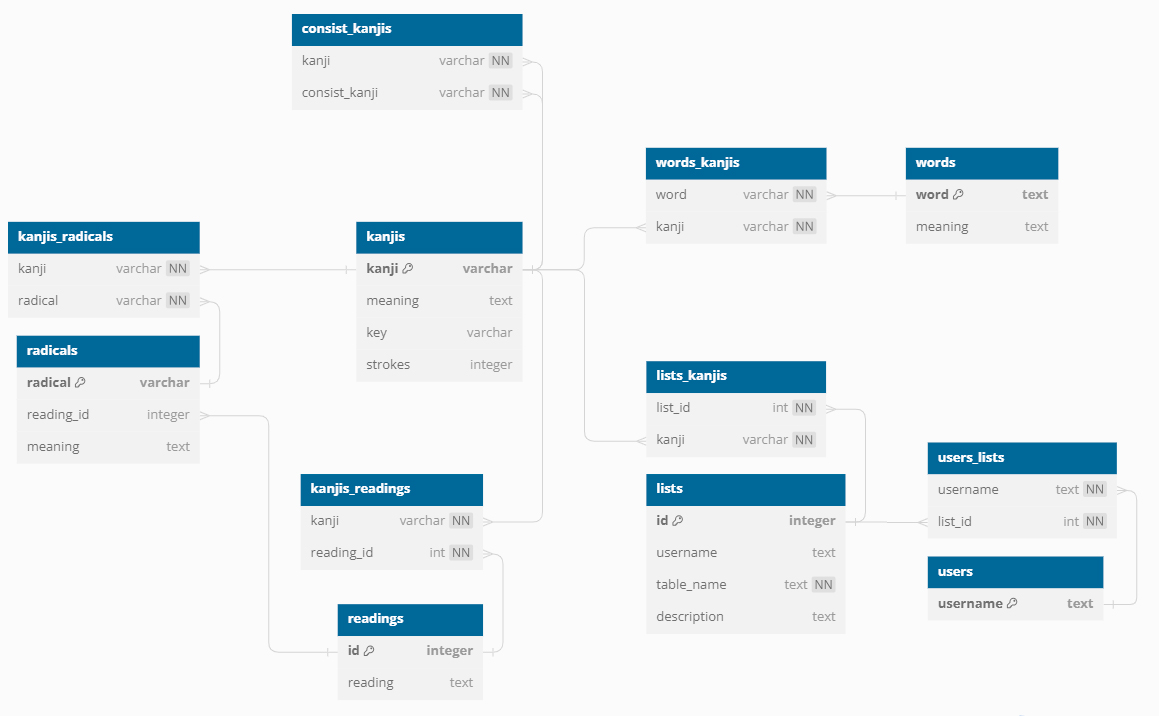 consist_kanjis
kanji varchar NN
consist_kanji varchar NN
words_kanjis
word varchar NN
kanji varchar NN
words
word text
meaning text
kanjis_radicals
kanji varchar NN
radical varchar NN
kanjis
kanji varchar
meaning text
key varchar
strokes integer
radicals
radical varchar
reading_id integer
meaning text
lists_kanjis
list_id int NN
kanji varchar NN
users_lists
username text NN
list_id int NN
kanjis_readings
kanji varchar NN
reading_id int NN
lists
id integer
username text
table_name text NN
description text
users
username text
readings
id integer
reading text